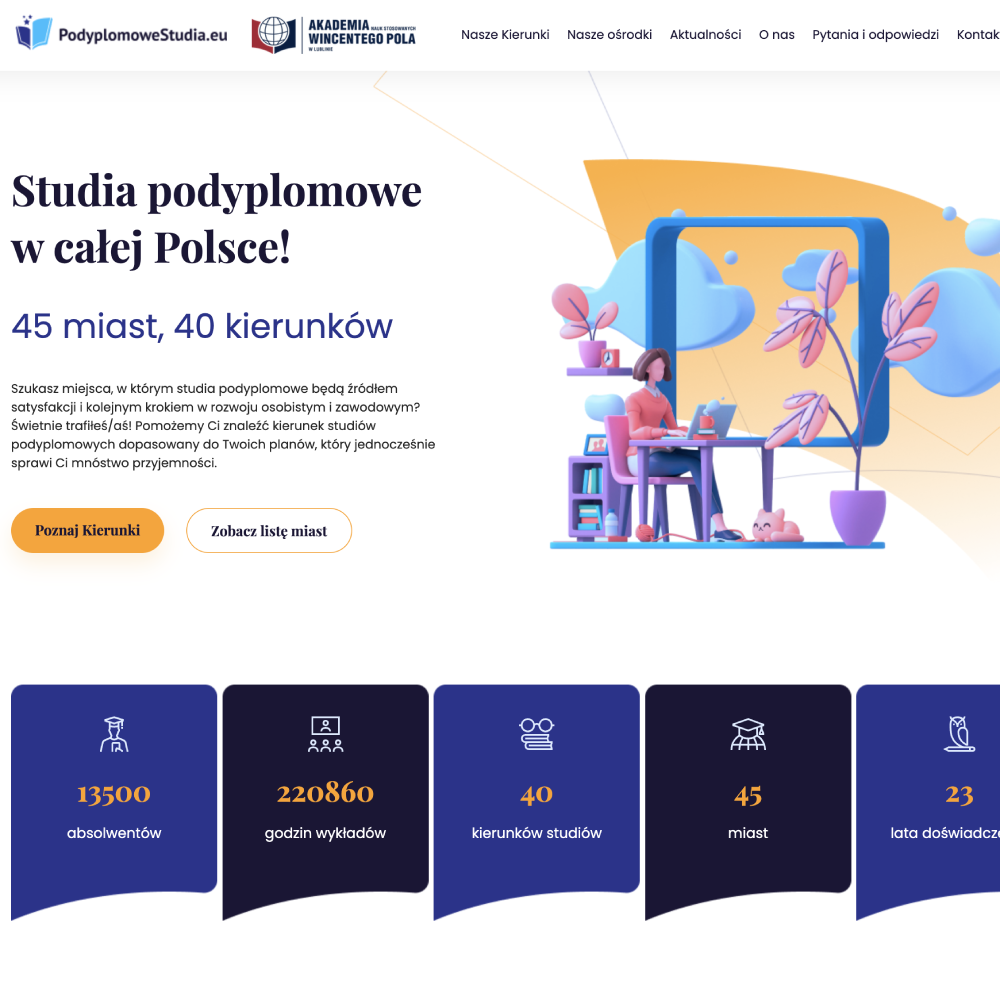 PodyplomoweStudia.eu
AKADEMIA NAUK STOSOWANYCH
WINCENTEGO POLA
W LUBLINIE
Nasze Kierunki Nasze ośrodki Aktualności O nas Pytania i odpowiedzi Kontak
Studia podyplomowe
w całej Polsce!
45 miast, 40 kierunków
Szukasz miejsca, w którym studia podyplomowe będą źródłem
satysfakcji i kolejnym krokiem w rozwoju osobistym i zawodowym?
Świetnie trafiłeś/aś! Pomożemy Ci znaleźć kierunek studiów
podyplomowych dopasowany do Twoich planów, który jednocześnie
sprawi Ci mnóstwo przyjemności.
Poznaj Kierunki
Zobacz listę miast
13500
absolwentów
220860
godzin wykładów
40
kierunków studiów
45
miast
23
lata doświadcze